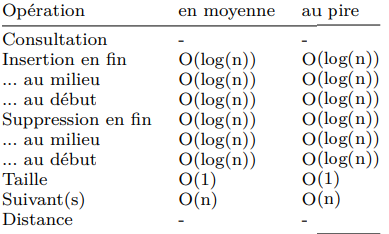 Opération en moyenne au pire
Consultation - -
Insertion en fin O(log(n)) O(log(n))
... au milieu O(log(n)) O(log(n))
... au début O(log(n)) O(log(n))
Suppression en fin O(log(n)) O(log(n))
... au milieu O(log(n)) O(log(n))
... au début O(log(n)) O(log(n))
Taille O(1) O(1)
Suivant(s) O(n) O(n)
Distance - -